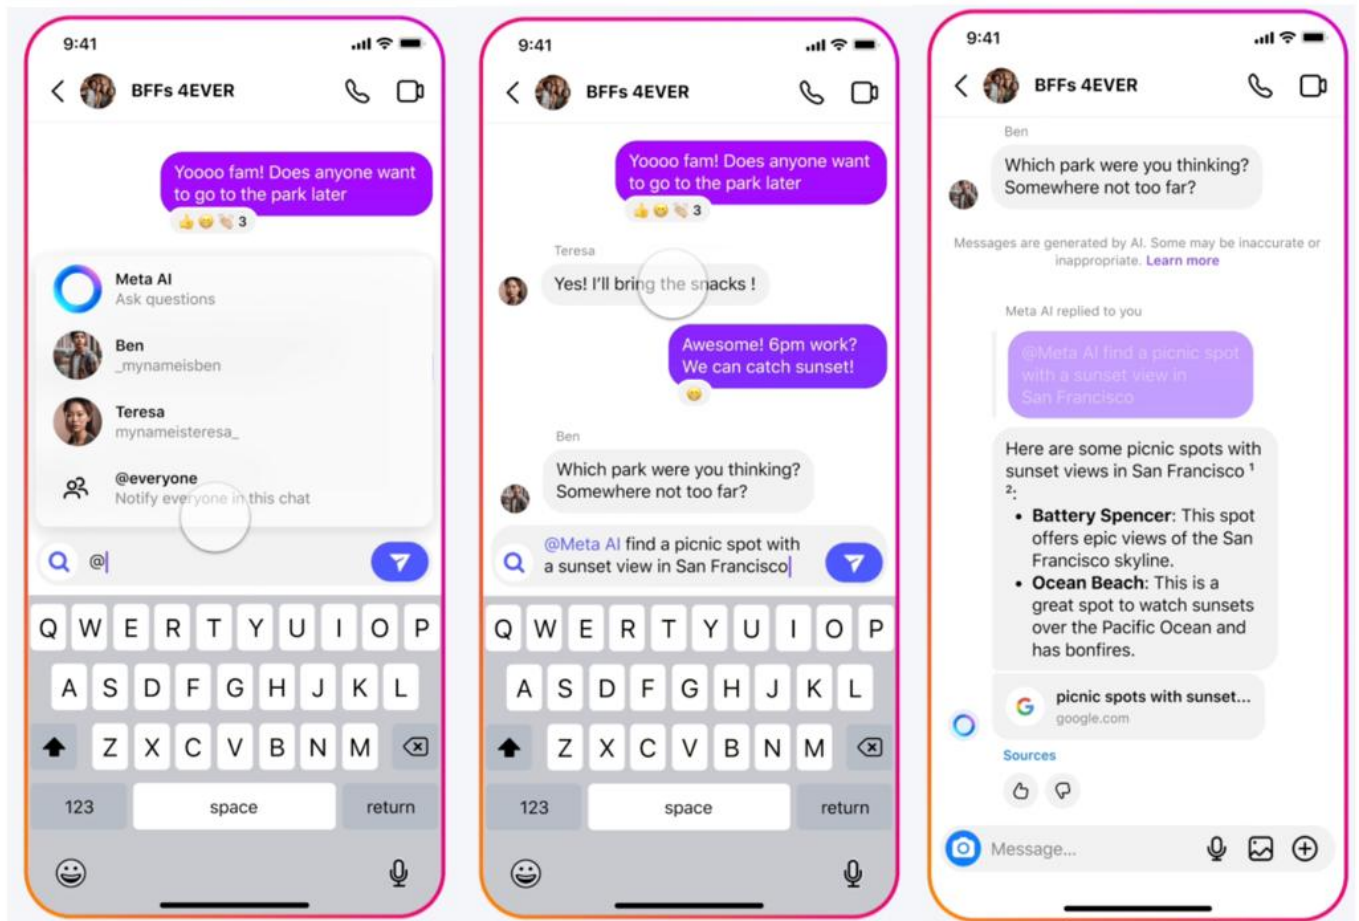 9:41
BFFs 4EVER
Yoooo fam! Does anyone want
to go to the park later
3
Meta AI
Ask questions
Ben
_mynameisben
Teresa
mynameisteresa_
@everyone
Notify everyone in this chat
@
Q W E R T Y U I O P
A S D F G H J K L
Z X C V B N M
123 space return
9:41
BFFs 4EVER
Yoooo fam! Does anyone want
to go to the park later
3
Teresa
Yes! I'll bring the snacks !
Awesome! 6pm work?
We can catch sunset!
Ben
Which park were you thinking?
Somewhere not too far?
@Meta AI find a picnic spot with
a sunset view in San Francisco
Q W E R T Y U I O P
A S D F G H J K L
Z X C V B N M
123 space return
9:41
BFFs 4EVER
Ben
Which park were you thinking?
Somewhere not too far?
Messages are generated by AI. Some may be inaccurate or
inappropriate. Learn more
Meta AI replied to you
@Meta AI find a picnic spot
with a sunset view in
San Francisco
Here are some picnic spots with
sunset views in San Francisco ¹
²:
• Battery Spencer: This spot
offers epic views of the San
Francisco skyline.
• Ocean Beach: This is a
great spot to watch sunsets
over the Pacific Ocean and
has bonfires.
G
picnic spots with sunset...
google.com
Sources
Message...